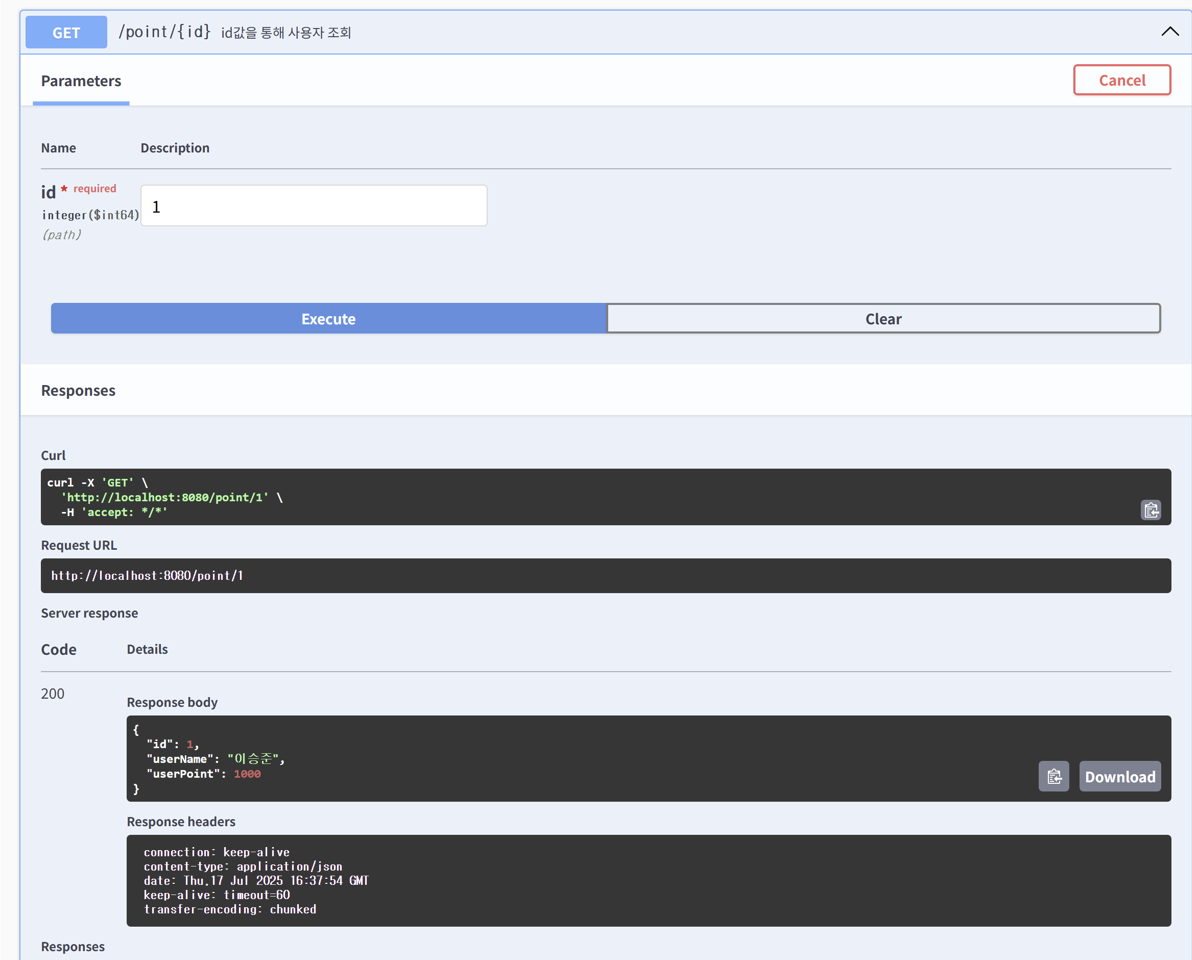 GET /point/{id} id값을 통해 사용자 조회
Parameters
Cancel
Name Description
id * required
integer($int64)
(path)
1
Execute
Clear
Responses
Curl
curl -X 'GET' \
  'http://localhost:8080/point/1' \
  -H 'accept: */*'
Request URL
http://localhost:8080/point/1
Server response
Code Details
200
Response body
{
  "id": 1,
  "userName": "이승준",
  "userPoint": 1000
}
Download
Response headers
connection: keep-alive
content-type: application/json
date: Thu,17 Jul 2025 16:37:54 GMT
keep-alive: timeout=60
transfer-encoding: chunked
Responses